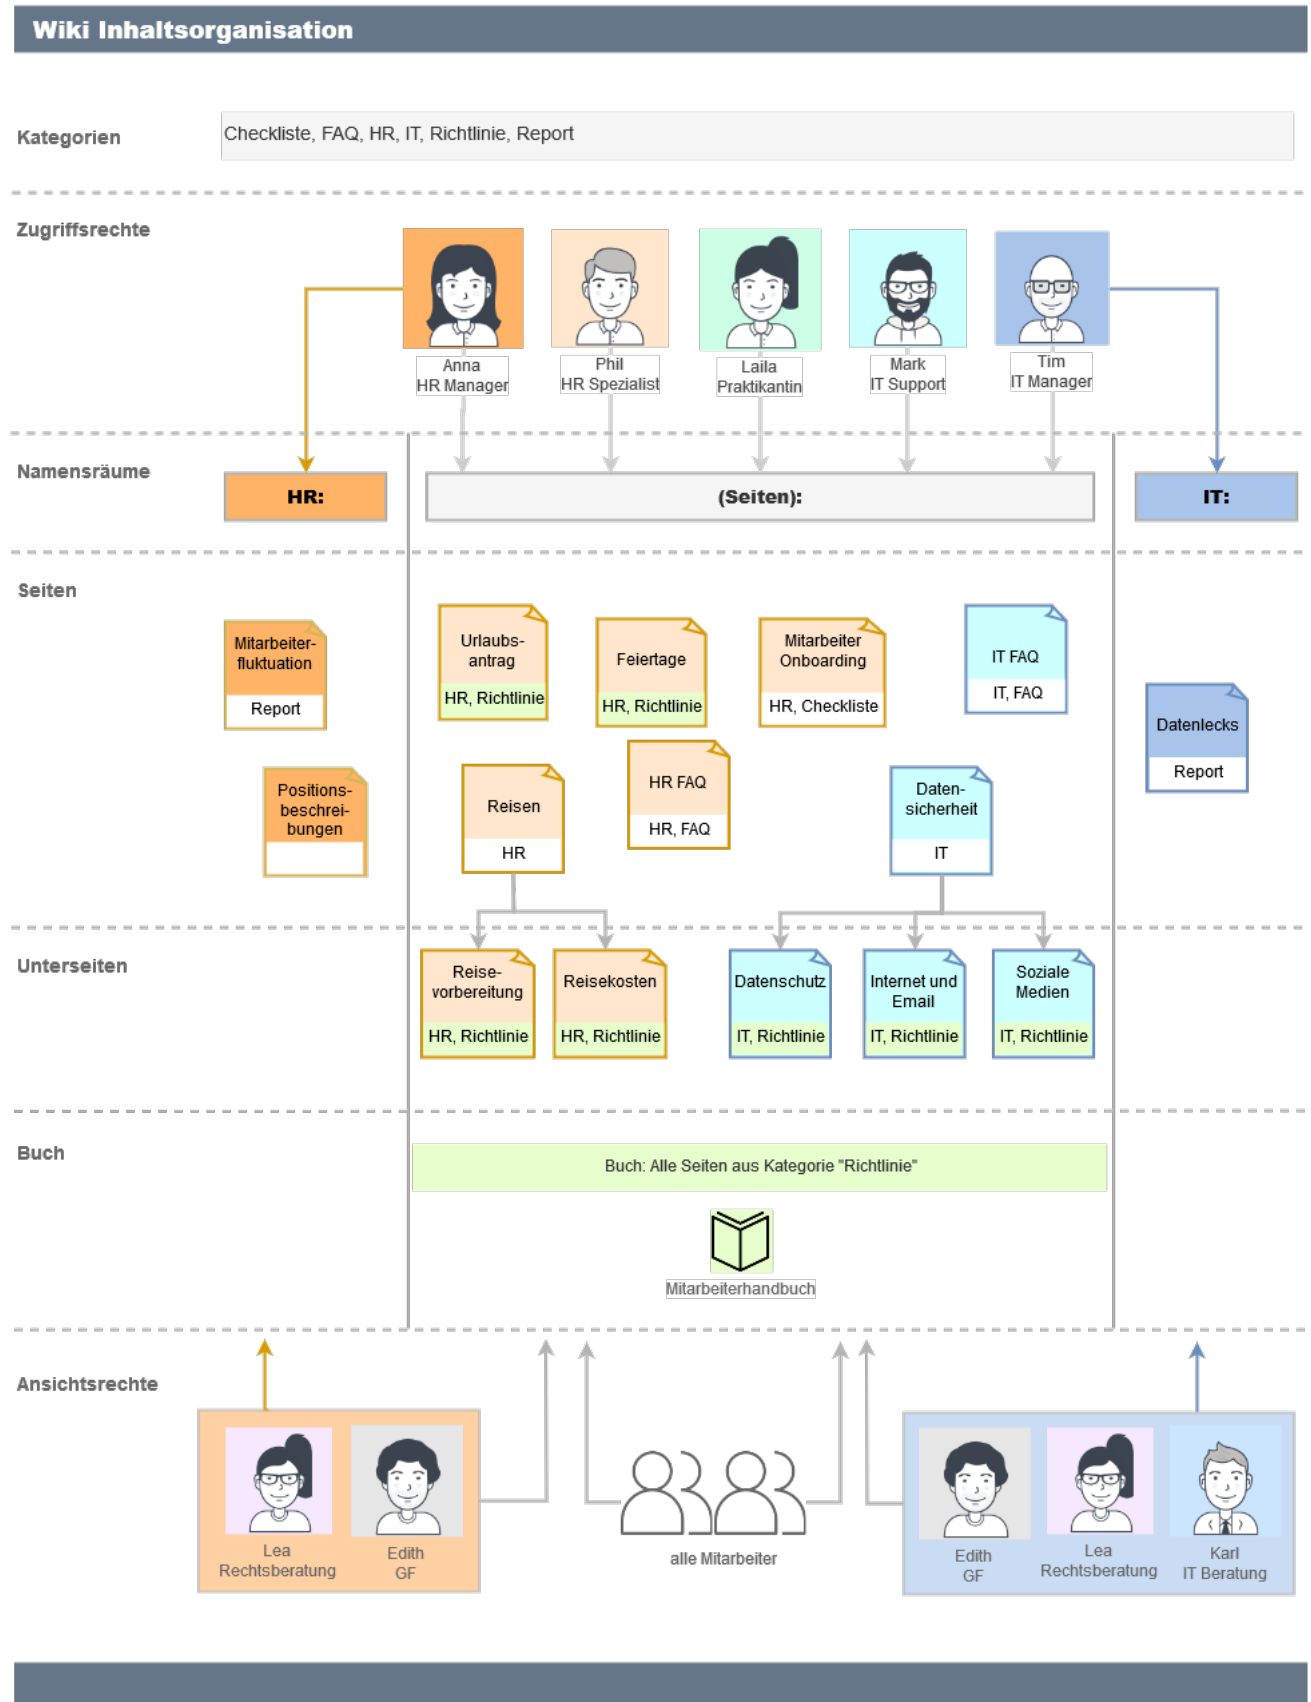 Wiki Inhaltsorganisation
Kategorien
Checkliste, FAQ, HR, IT, Richtlinie, Report
Zugriffsrechte
Anna
HR Manager
Phil
HR Spezialist
Laila
Praktikantin
Mark
IT Support
Tim
IT Manager
Namensräume
HR:
(Seiten):
IT:
Seiten
Mitarbeiter-
fluktuation
Report
Urlaubs-
antrag
HR, Richtlinie
Feiertage
HR, Richtlinie
Mitarbeiter
Onboarding
HR, Checkliste
IT FAQ
IT, FAQ
Datenlecks
Report
Positions-
beschrei-
bungen
Reisen
HR
HR FAQ
HR, FAQ
Daten-
sicherheit
IT
Unterseiten
Reise-
vorbereitung
HR, Richtlinie
Reisekosten
HR, Richtlinie
Datenschutz
IT, Richtlinie
Internet und
Email
IT, Richtlinie
Soziale
Medien
IT, Richtlinie
Buch
Buch: Alle Seiten aus Kategorie "Richtlinie"
Mitarbeiterhandbuch
Ansichtsrechte
Lea
Rechtsberatung
Edith
GF
alle Mitarbeiter
Edith
GF
Lea
Rechtsberatung
Karl
IT Beratung